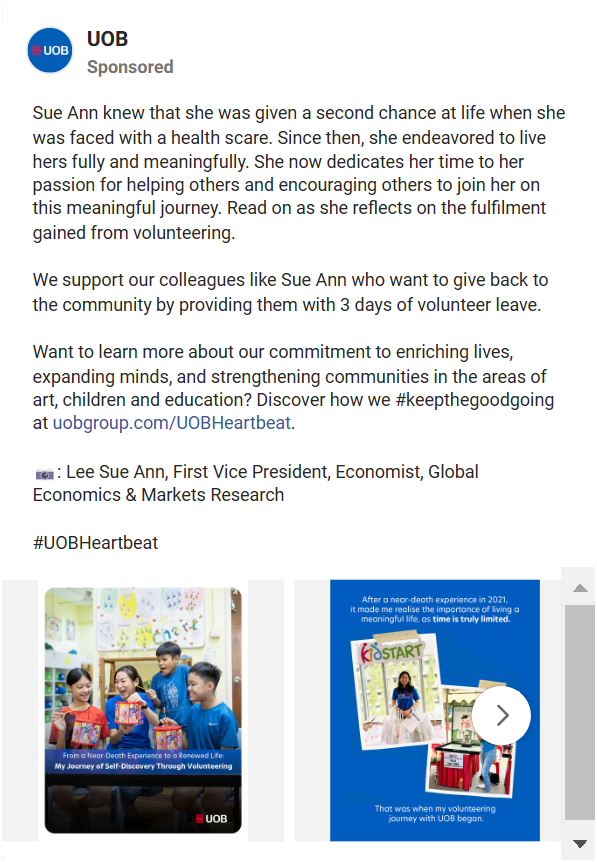 UOB
UOB
Sponsored
Sue Ann knew that she was given a second chance at life when she
was faced with a health scare. Since then, she endeavored to live
hers fully and meaningfully. She now dedicates her time to her
passion for helping others and encouraging others to join her on
this meaningful journey. Read on as she reflects on the fulfilment
gained from volunteering.
We support our colleagues like Sue Ann who want to give back to
the community by providing them with 3 days of volunteer leave.
Want to learn more about our commitment to enriching lives,
expanding minds, and strengthening communities in the areas of
art, children and education? Discover how we #keepthegoodgoing
at uobgroup.com/UOBHeartbeat.
: Lee Sue Ann, First Vice President, Economist, Global
Economics & Markets Research
#UOBHeartbeat
From a Near-Death Experience to a Renewed Life:
My Journey of Self-Discovery Through Volunteering
UOB
After a near-death experience in 2021,
it made me realise the importance of living a
meaningful life, as time is truly limited.
KidSTART
That was when my volunteering
journey with UOB began.